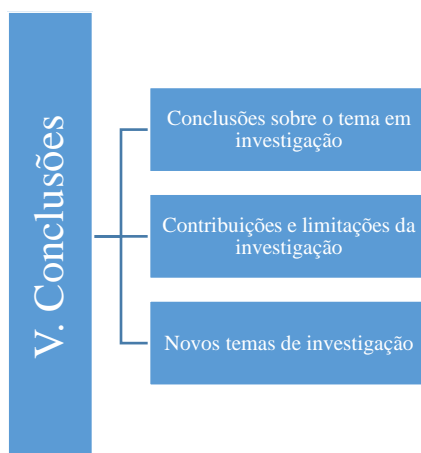 V. Conclusões
Conclusões sobre o tema em
investigação
Contribuições e limitações da
investigação
Novos temas de investigação